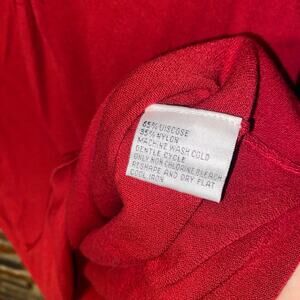 65% VISCOSE
35% NYLON
MACHINE WASH COLD
GENTLE CYCLE
ONLY NON CHLORINE BLEACH
RESHAPE AND DRY FLAT
COOL IRON